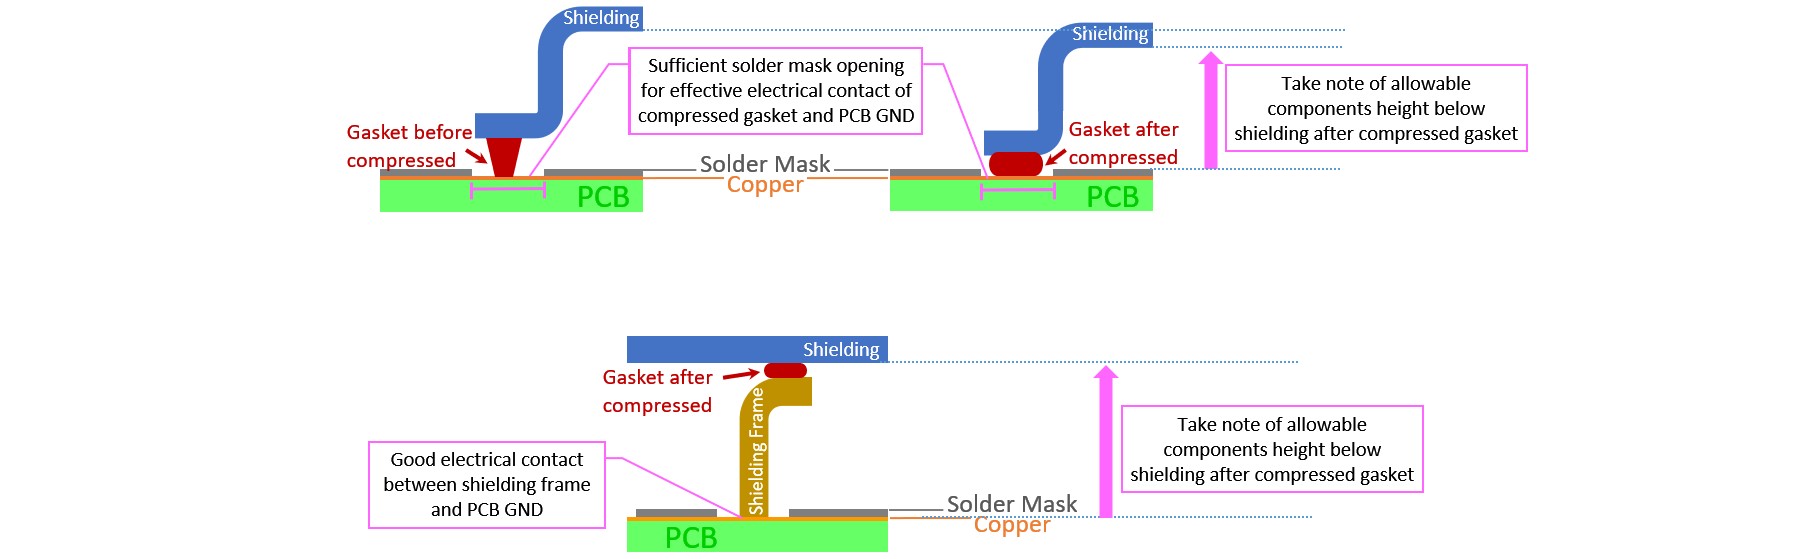 Shielding
Shielding
Sufficient solder mask opening
for effective electrical contact of
compressed gasket and PCB GND
Take note of allowable
components height below
shielding after compressed gasket
Gasket before
compressed
Gasket after
compressed
Solder Mask
Copper
PCB
PCB
Shielding
Gasket after
compressed
Shielding Frame
Take note of allowable
components height below
shielding after compressed gasket
Good electrical contact
between shielding frame
and PCB GND
Solder Mask
Copper
PCB